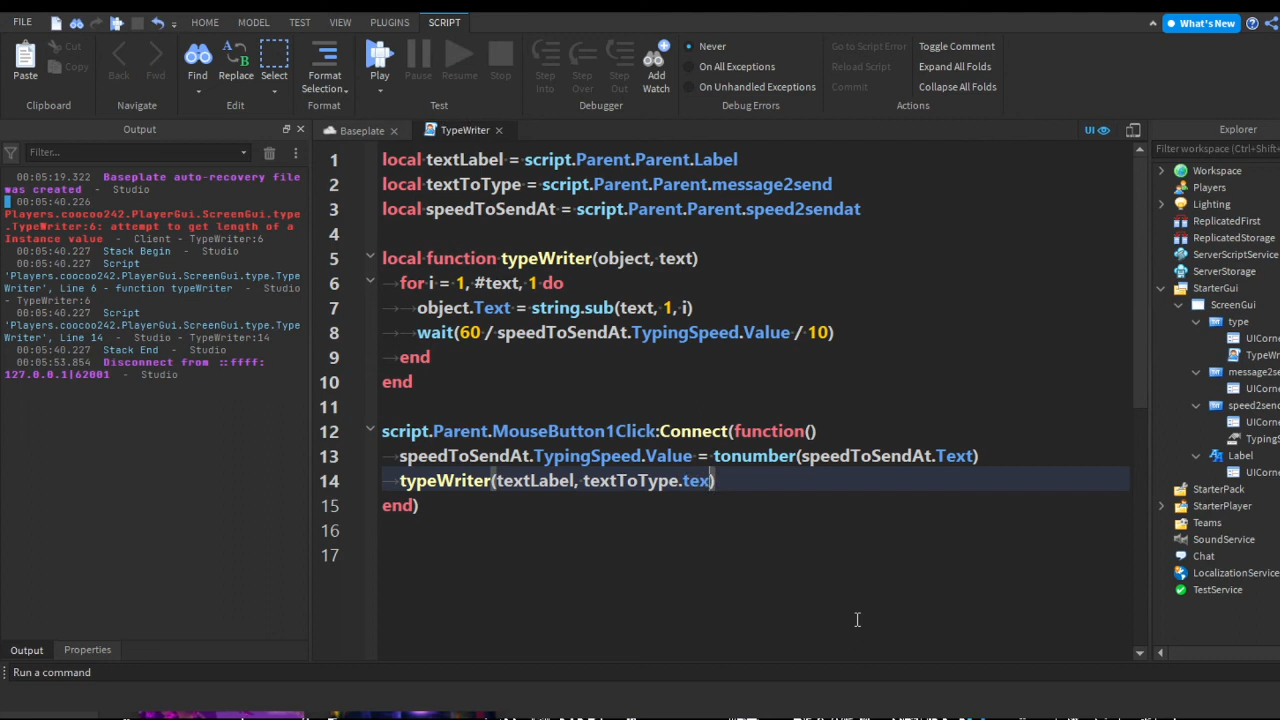 FILE HOME MODEL TEST VIEW PLUGINS SCRIPT What's New
Cut Go to Script Error Toggle Comment
Never
Copy On All Exceptions Reload Script Expand All Folds
Paste Back Fwd Find Replace Select Format Selection Play Pause Resume Stop Step Into Step Over Step Out Add Watch On Unhandled Exceptions Commit Collapse All Folds
Clipboard Navigate Edit Format Test Debugger Debug Errors Actions
Output
Filter...
00:05:19.322 Baseplate auto-recovery file
was created - Studio
00:05:40.226
Players.coocoo242.PlayerGui.ScreenGui.type
.TypeWriter:6: attempt to get length of a
Instance value - Client - TypeWriter:6
00:05:40.227 Stack Begin - Studio
00:05:40.227 Script
'Players.coocoo242.PlayerGui.ScreenGui.type.Type
Writer', Line 6 - function typeWriter - Studio
- TypeWriter:6
00:05:40.227 Script
'Players.coocoo242.PlayerGui.ScreenGui.type.Type
Writer', Line 14 - Studio - TypeWriter:14
00:05:40.227 Stack End - Studio
00:05:53.854 Disconnect from ::ffff:
127.0.0.1|62001 - Studio
Output Properties
Run a command
Baseplate TypeWriter UI
1 local textLabel = script.Parent.Parent.Label
2 local textToType = script.Parent.Parent.message2send
3 local speedToSendAt = script.Parent.Parent.speed2sendat
4
5 local function typeWriter(object, text)
6 for i = 1, #text, 1 do
7 object.Text = string.sub(text, 1, i)
8 wait(60 / speedToSendAt.TypingSpeed.Value / 10)
9 end
10 end
11
12 script.Parent.MouseButton1Click:Connect(function()
13 speedToSendAt.TypingSpeed.Value = tonumber(speedToSendAt.Text)
14 typeWriter(textLabel, textToType.tex)
15 end)
16
17
Explorer
Filter workspace (Ctrl+Shift+
Workspace
Players
Lighting
ReplicatedFirst
ReplicatedStorage
ServerScriptService
ServerStorage
StarterGui
ScreenGui
type
UICorne
TypeWr
message2se
UICorne
speed2send
UICorne
TypingS
Label
UICorne
StarterPack
StarterPlayer
Teams
SoundService
Chat
LocalizationService
TestService